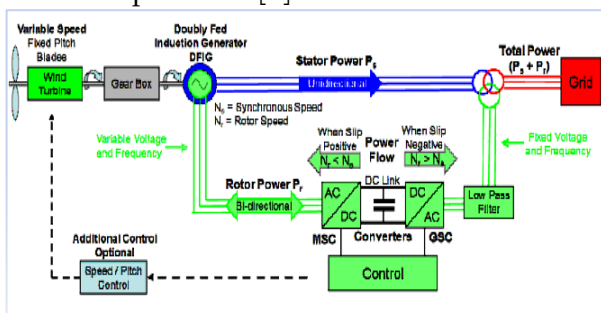 Variable Speed
Fixed Pitch
Blades
Wind
Turbine
Gear Box
Doubly Fed
Induction Generator
DFIG
Stator Power Ps
Unidirectional
Total Power
(Ps + Pr)
Grid
Ns = Synchronous Speed
Nr = Rotor Speed
Variable Voltage
and Frequency
When Slip
Positive
Nr < Ns
Power
Flow
When Slip
Negative
Nr > Ns
Fixed Voltage
and Frequency
Rotor Power Pr
Bi-directional
AC
DC
DC Link
DC
AC
Low Pass
Filter
MSC
Converters
GSC
Control
Additional Control
Optional
Speed / Pitch
Control